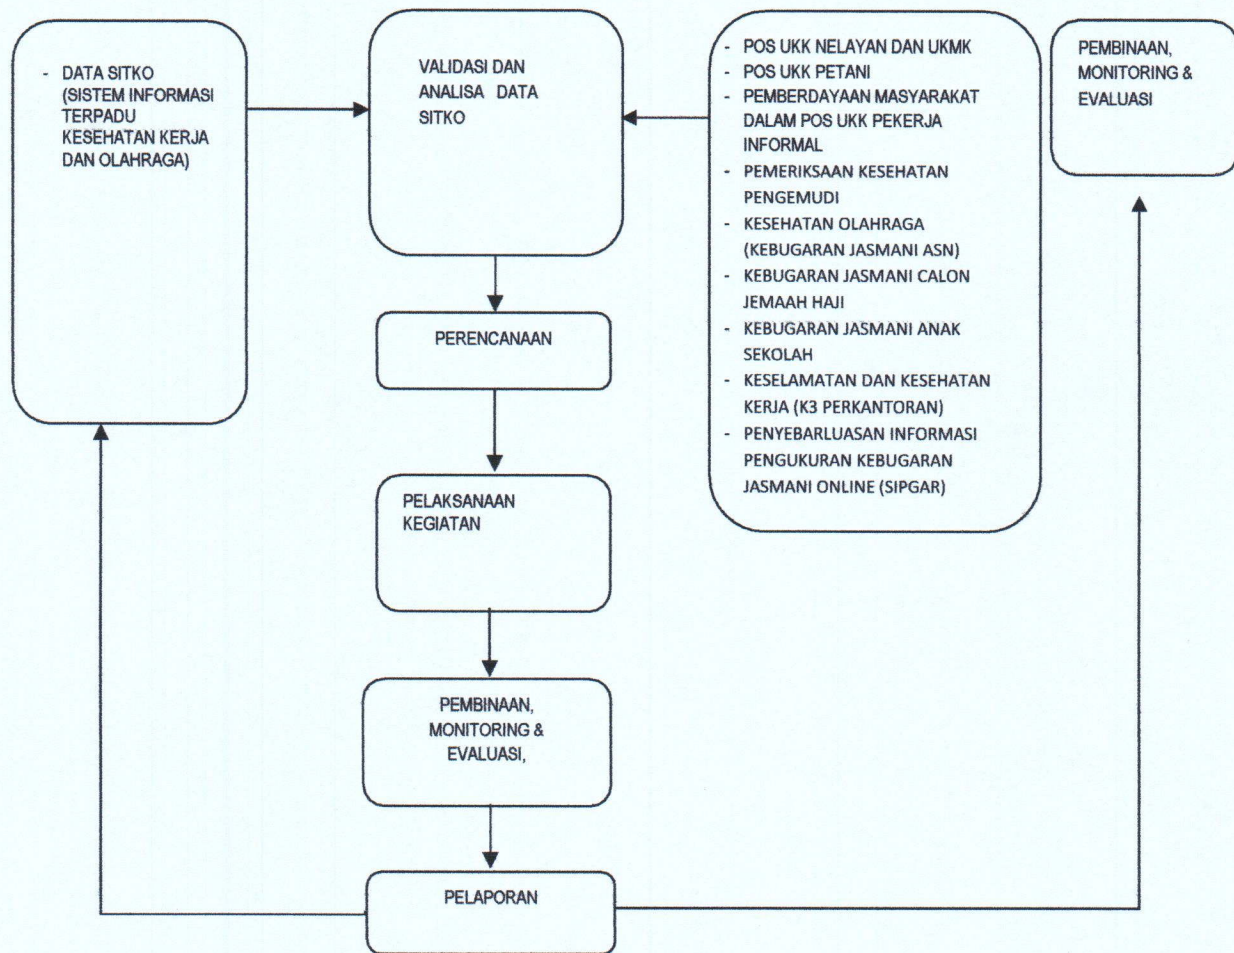 - DATA SITKO
(SISTEM INFORMASI
TERPADU
KESEHATAN KERJA
DAN OLAHRAGA)
VALIDASI DAN
ANALISA DATA
SITKO
- POS UKK NELAYAN DAN UKMK
- POS UKK PETANI
- PEMBERDAYAAN MASYARAKAT
DALAM POS UKK PEKERJA
INFORMAL
- PEMERIKSAAN KESEHATAN
PENGEMUDI
- KESEHATAN OLAHRAGA
(KEBUGARAN JASMANI ASN)
- KEBUGARAN JASMANI CALON
JEMAAH HAJI
- KEBUGARAN JASMANI ANAK
SEKOLAH
- KESELAMATAN DAN KESEHATAN
KERJA (K3 PERKANTORAN)
- PENYEBARLUASAN INFORMASI
PENGUKURAN KEBUGARAN
JASMANI ONLINE (SIPGAR)
PEMBINAAN,
MONITORING &
EVALUASI
PERENCANAAN
PELAKSANAAN
KEGIATAN
PEMBINAAN,
MONITORING &
EVALUASI,
PELAPORAN